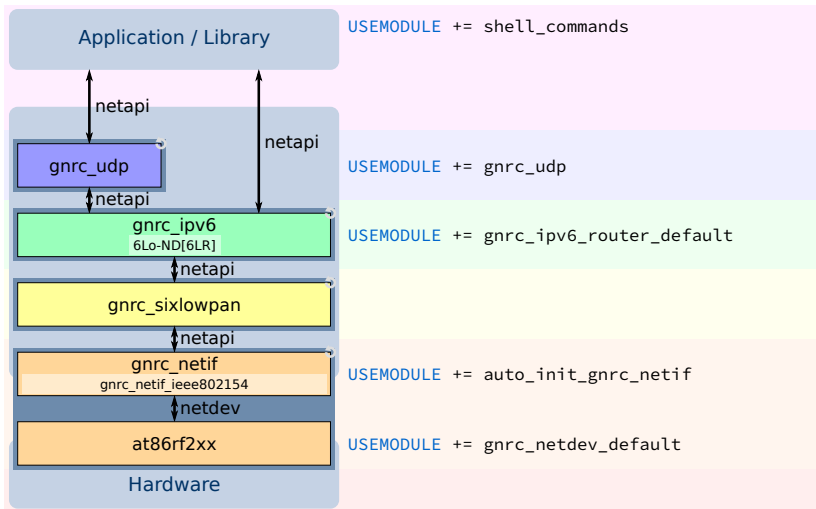 Application / Library
USEMODULE += shell_commands
netapi
netapi
gnrc_udp
USEMODULE += gnrc_udp
netapi
gnrc_ipv6
6Lo-ND[6LR]
USEMODULE += gnrc_ipv6_router_default
netapi
gnrc_sixlowpan
netapi
gnrc_netif
gnrc_netif_ieee802154
USEMODULE += auto_init_gnrc_netif
netdev
at86rf2xx
USEMODULE += gnrc_netdev_default
Hardware